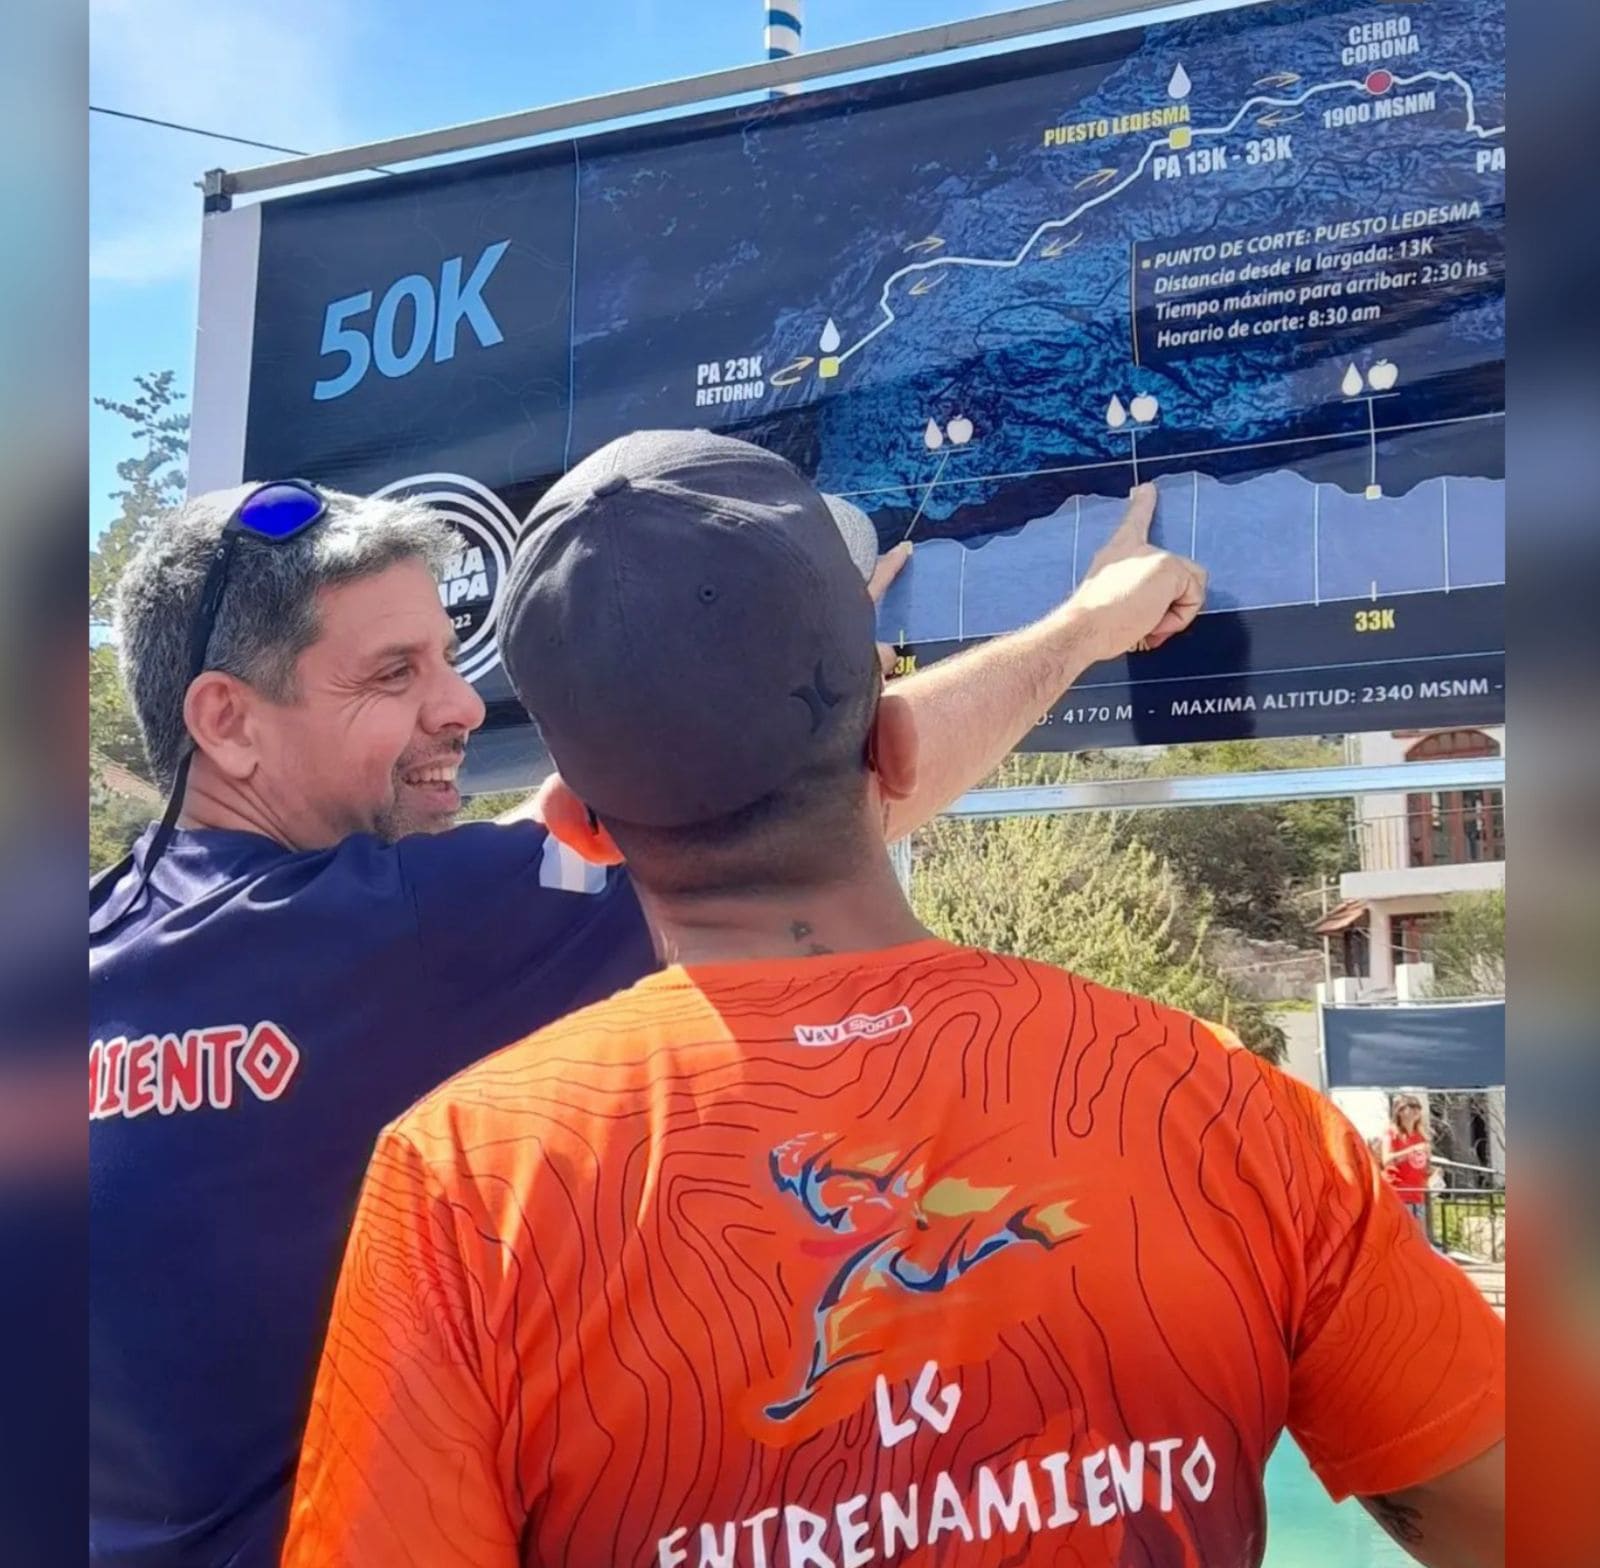 CERRO
CORONA
1900 MSNM
PUESTO LEDESMA
PA 13K - 33K
PA
PUNTO DE CORTE: PUESTO LEDESMA
Distancia desde la largada: 13K
Tiempo máximo para arribar: 2:30 hs
Horario de corte: 8:30 am
50K
PA 23K
RETORNO
33K
4170 M - MAXIMA ALTITUD: 2340 MSNM -
V&V SPORT
LG
ENTRENAMIENTO